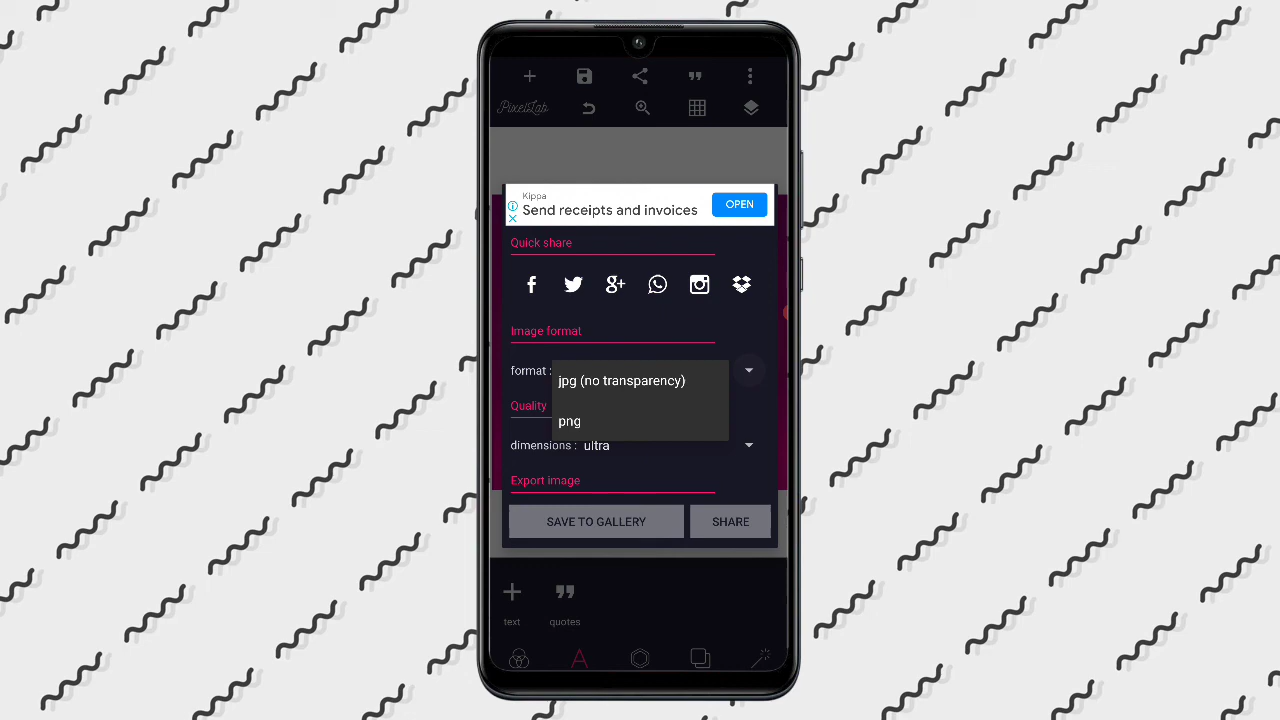 PixelLab
Kippa
Send receipts and invoices
OPEN
Quick share
Image format
format :
jpg (no transparency)
png
Quality
dimensions : ultra
Export image
SAVE TO GALLERY
SHARE
text
quotes